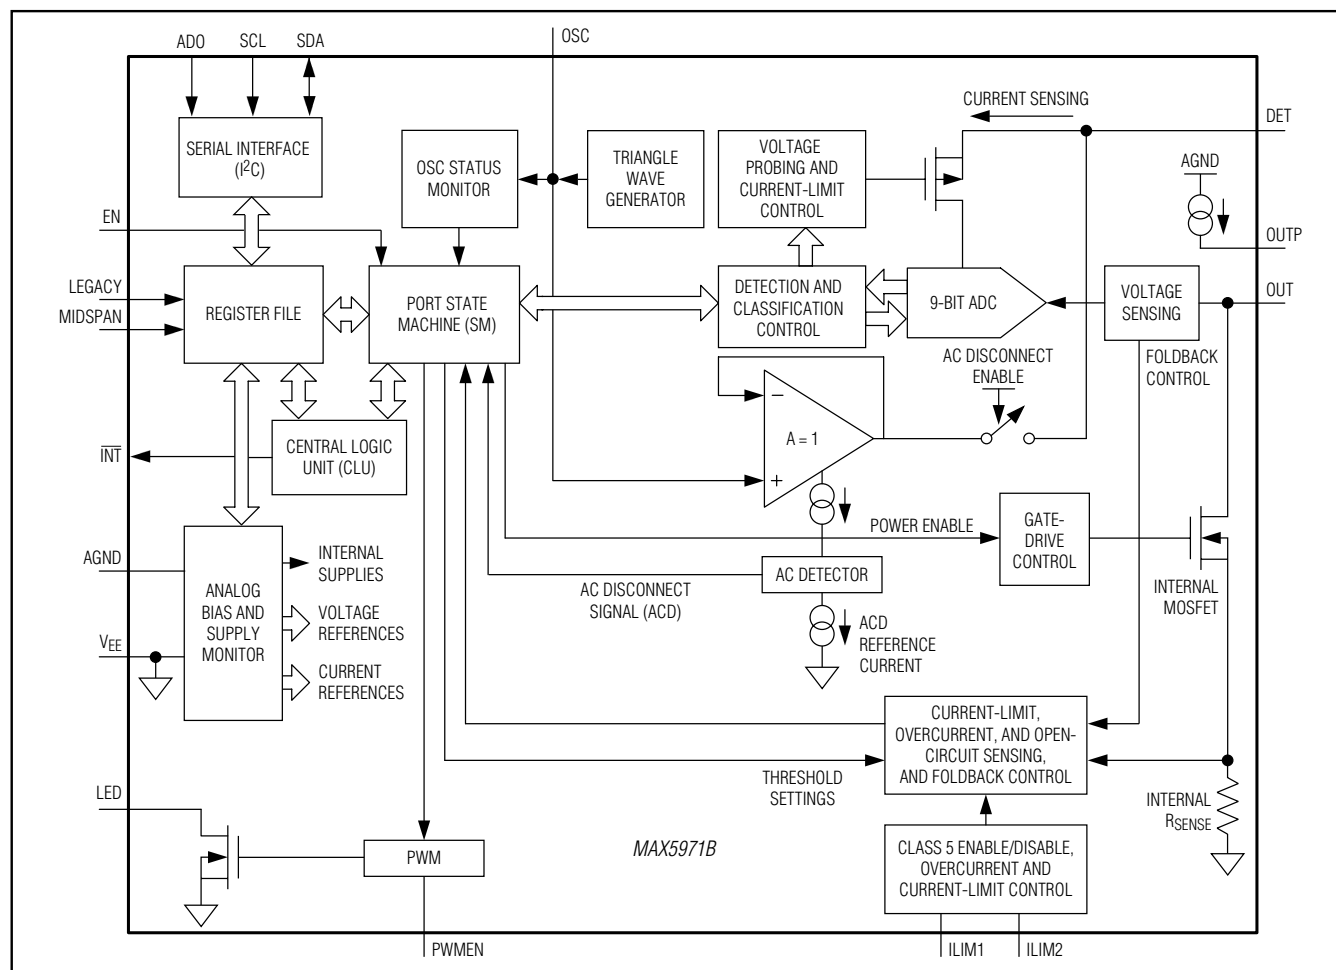 ADO
SCL
SDA
OSC
SERIAL INTERFACE
(I²C)
OSC STATUS
MONITOR
TRIANGLE
WAVE
GENERATOR
VOLTAGE
PROBING AND
CURRENT-LIMIT
CONTROL
CURRENT SENSING
DET
AGND
OUTP
EN
LEGACY
MIDSPAN
REGISTER FILE
PORT STATE
MACHINE (SM)
DETECTION AND
CLASSIFICATION
CONTROL
9-BIT ADC
VOLTAGE
SENSING
OUT
FOLDBACK
CONTROL
AC DISCONNECT
ENABLE
−
A = 1
+
INT
CENTRAL LOGIC
UNIT (CLU)
POWER ENABLE
GATE-
DRIVE
CONTROL
INTERNAL
MOSFET
AGND
ANALOG
BIAS AND
SUPPLY
MONITOR
INTERNAL
SUPPLIES
VOLTAGE
REFERENCES
CURRENT
REFERENCES
VEE
AC DISCONNECT
SIGNAL (ACD)
AC DETECTOR
ACD
REFERENCE
CURRENT
CURRENT-LIMIT,
OVERCURRENT, AND OPEN-
CIRCUIT SENSING,
AND FOLDBACK CONTROL
THRESHOLD
SETTINGS
INTERNAL
RSENSE
LED
PWM
MAX5971B
CLASS 5 ENABLE/DISABLE,
OVERCURRENT AND
CURRENT-LIMIT CONTROL
PWMEN
ILIM1
ILIM2